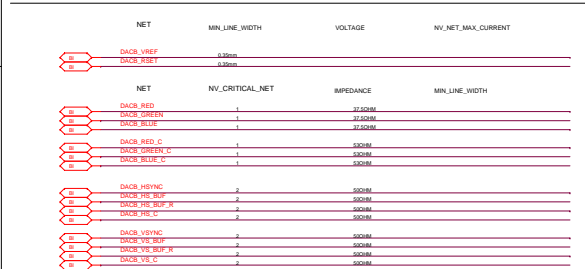 NET MIN_LINE_WIDTH VOLTAGE NV_NET_MAX_CURRENT
BI DACB_VREF 0.35mm
BI DACB_RSET 0.35mm
NET NV_CRITICAL_NET IMPEDANCE MIN_LINE_WIDTH
BI DACB_RED 1 37.5OHM
BI DACB_GREEN 1 37.5OHM
BI DACB_BLUE 1 37.5OHM
BI DACB_RED_C 1 53OHM
BI DACB_GREEN_C 1 53OHM
BI DACB_BLUE_C 1 53OHM
BI DACB_HSYNC 2 50OHM
BI DACB_HS_BUF 2 50OHM
BI DACB_HS_BUF_R 2 50OHM
BI DACB_HS_C 2 50OHM
BI DACB_VSYNC 2 50OHM
BI DACB_VS_BUF 2 50OHM
BI DACB_VS_BUF_R 2 50OHM
BI DACB_VS_C 2 50OHM